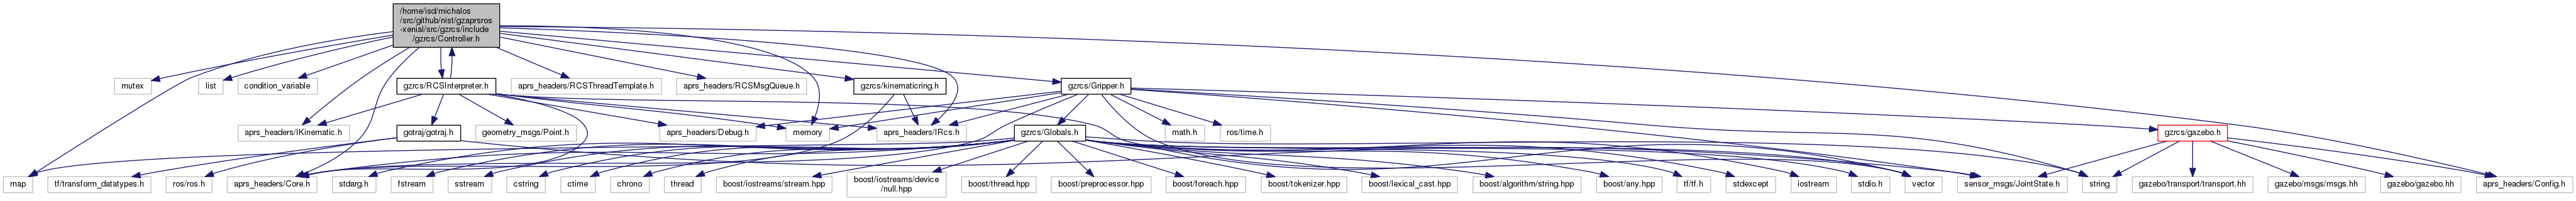 /home/isd/michalos
/src/github/nist/gzaprsros
-xenial/src/gzrcs/include
/gzrcs/Controller.h
mutex
list
condition_variable
gzrcs/RCSInterpreter.h
aprs_headers/RCSThreadTemplate.h
aprs_headers/RCSMsgQueue.h
gzrcs/kinematicring.h
gzrcs/Gripper.h
aprs_headers/IKinematic.h
gotraj/gotraj.h
geometry_msgs/Point.h
aprs_headers/Debug.h
memory
aprs_headers/IRcs.h
gzrcs/Globals.h
math.h
ros/time.h
gzrcs/gazebo.h
map
tf/transform_datatypes.h
ros/ros.h
aprs_headers/Core.h
stdarg.h
fstream
sstream
cstring
ctime
chrono
thread
boost/iostreams/stream.hpp
boost/iostreams/device
/null.hpp
boost/thread.hpp
boost/preprocessor.hpp
boost/foreach.hpp
boost/tokenizer.hpp
boost/lexical_cast.hpp
boost/algorithm/string.hpp
boost/any.hpp
tf/tf.h
stdexcept
iostream
stdio.h
vector
sensor_msgs/JointState.h
string
gazebo/transport/transport.hh
gazebo/msgs/msgs.hh
gazebo/gazebo.hh
aprs_headers/Config.h